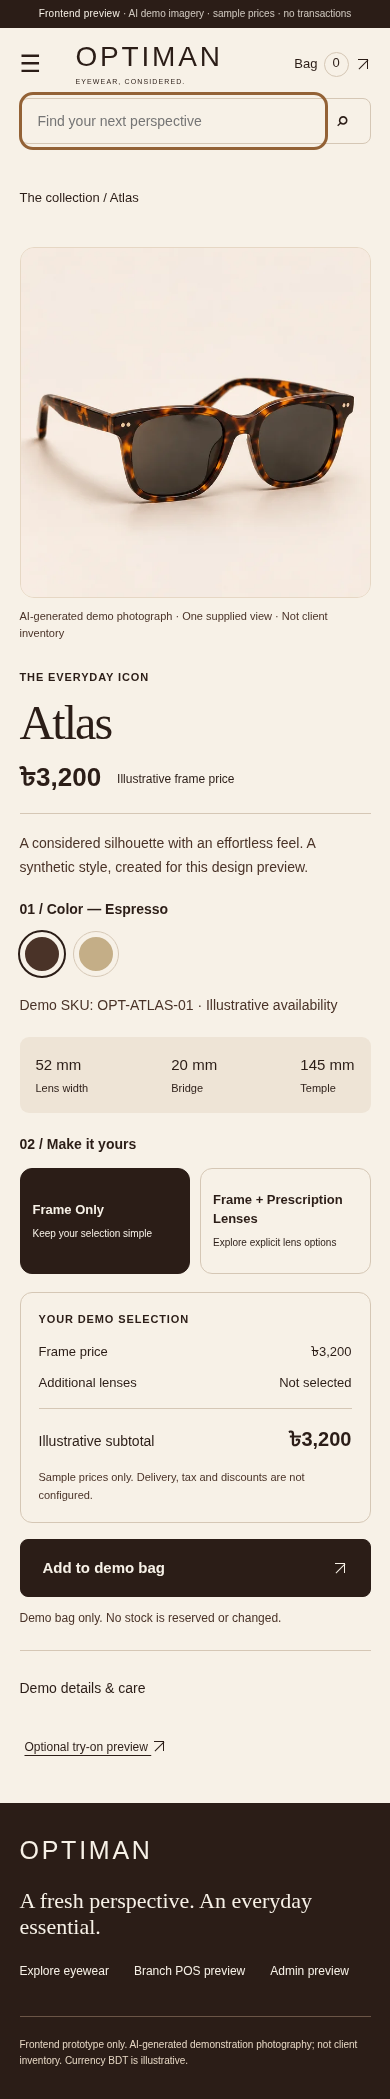 Frontend preview · AI demo imagery · sample prices · no transactions
OPTIMAN
EYEWEAR, CONSIDERED.
Bag 0
Find your next perspective
The collection / Atlas
AI-generated demo photograph · One supplied view · Not client
inventory
THE EVERYDAY ICON
Atlas
৳3,200 Illustrative frame price
A considered silhouette with an effortless feel. A
synthetic style, created for this design preview.
01 / Color — Espresso
Demo SKU: OPT-ATLAS-01 · Illustrative availability
52 mm 20 mm 145 mm
Lens width Bridge Temple
02 / Make it yours
Frame Only
Keep your selection simple
Frame + Prescription
Lenses
Explore explicit lens options
YOUR DEMO SELECTION
Frame price ৳3,200
Additional lenses Not selected
Illustrative subtotal ৳3,200
Sample prices only. Delivery, tax and discounts are not
configured.
Add to demo bag
Demo bag only. No stock is reserved or changed.
Demo details & care
Optional try-on preview
OPTIMAN
A fresh perspective. An everyday
essential.
Explore eyewear Branch POS preview Admin preview
Frontend prototype only. AI-generated demonstration photography; not client
inventory. Currency BDT is illustrative.